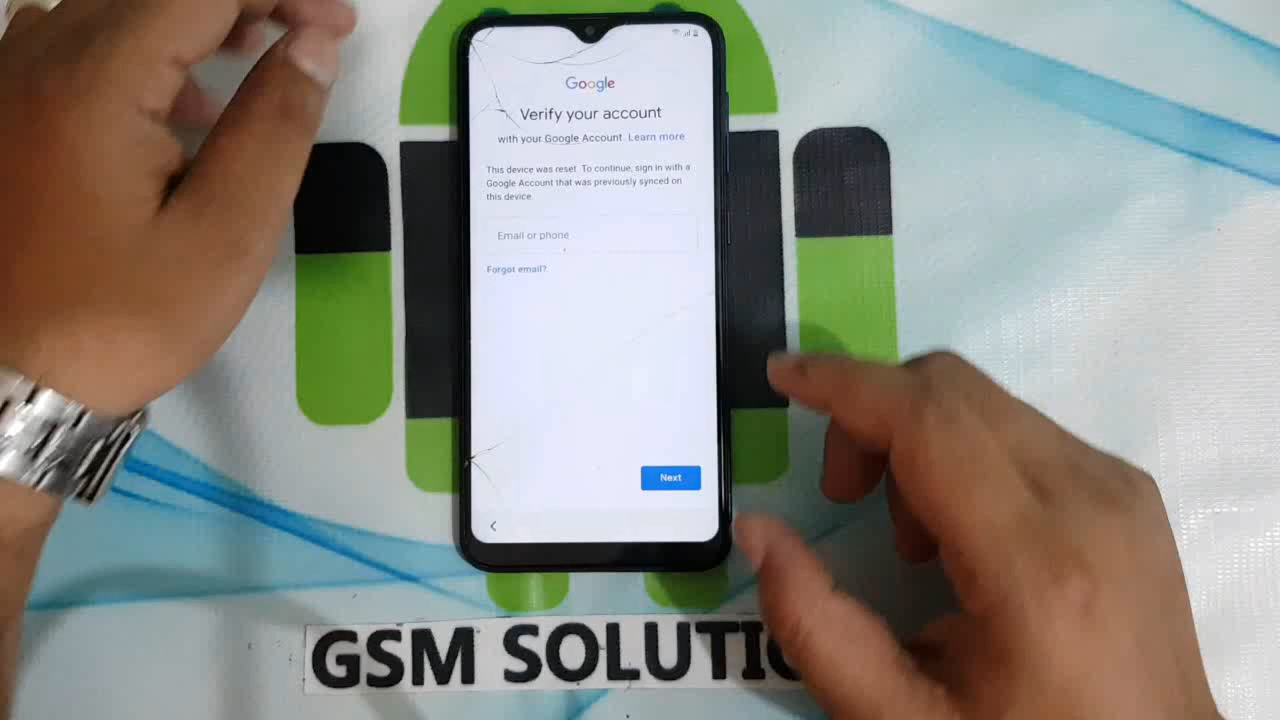 Google
Verify your account
with your Google Account. Learn more
This device was reset. To continue, sign in with a
Google Account that was previously synced on
this device.
Email or phone
Forgot email?
Next
GSM SOLUTIO